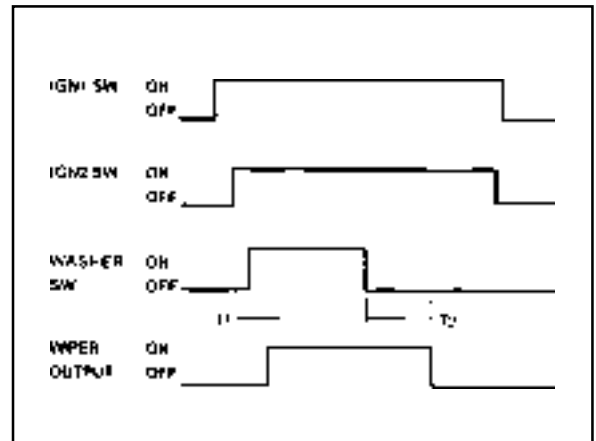 IGN1 SW ON
OFF
IGN2 SW ON
OFF
WASHER ON
SW OFF
T1 T2
WIPER ON
OUTPUT OFF